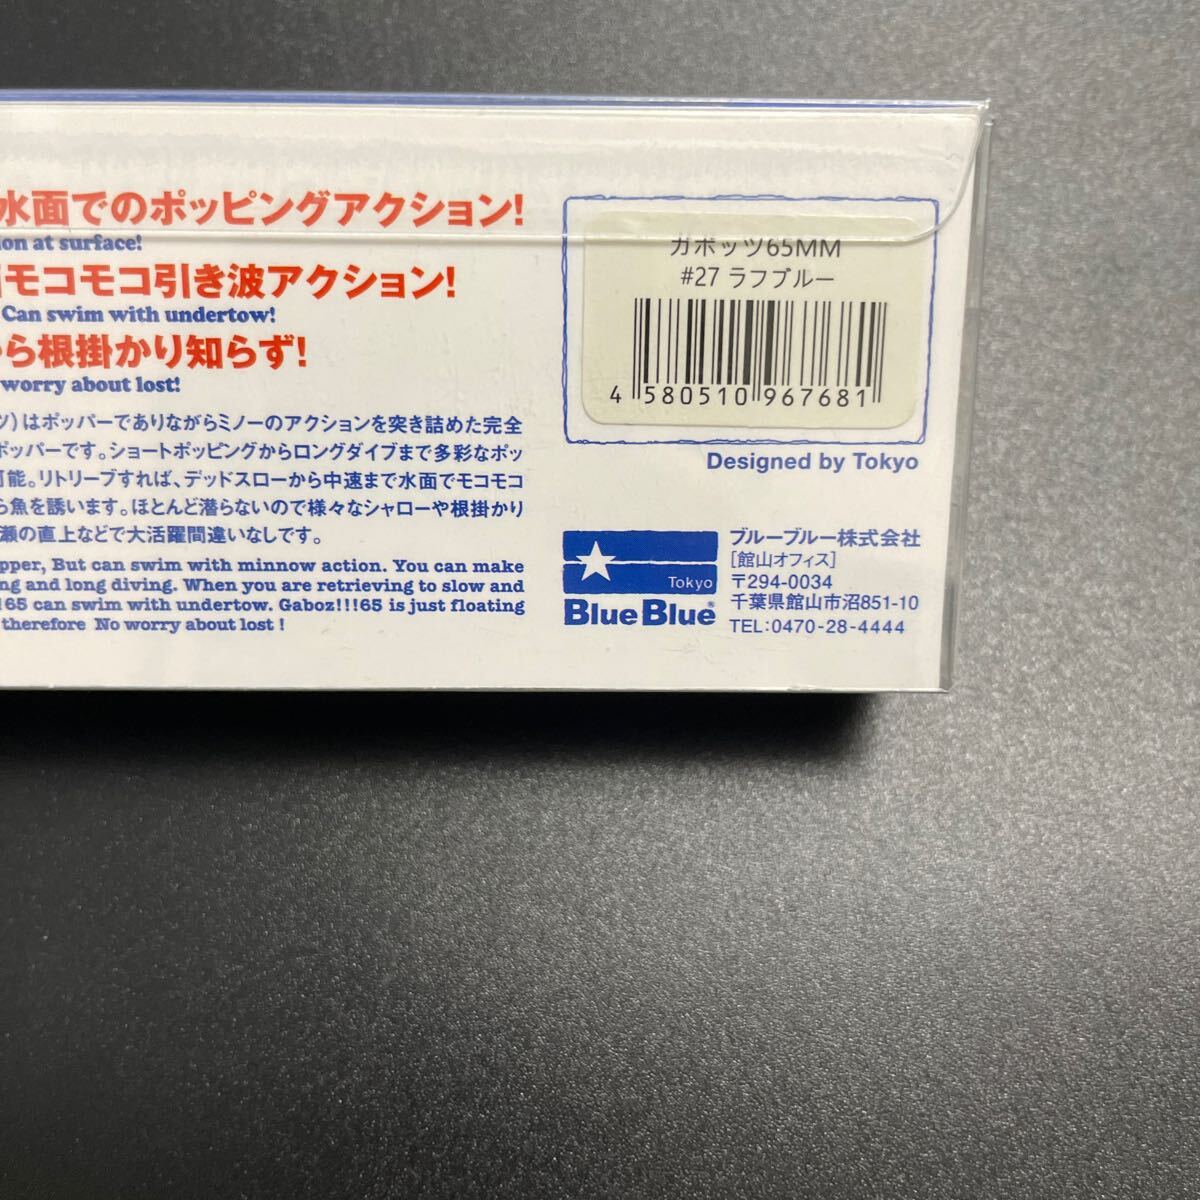 水面でのポッピングアクション!
ion at surface!
モコモコ引き波アクション!
Can swim with undertow!
ら根掛かり知らず!
worry about lost!
ツ)はポッパーでありながらミノーのアクションを突き詰めた完全
ポッパーです。ショートポッピングからロングダイブまで多彩なポッ
可能。リトリーブすれば、デッドスローから中速まで水面でモコモコ
ら魚を誘います。ほとんど潜らないので様々なシャローや根掛かり
瀬の直上などで大活躍間違いなしです。
pper, But can swim with minnow action. You can make
ng and long diving. When you are retrieving to slow and
!!65 can swim with undertow. Gaboz!!!65 is just floating
therefore No worry about lost !
ガボッツ65MM
#27 ラフブルー
4 580510 967681
Designed by Tokyo
Tokyo
BlueBlue®
ブルーブルー株式会社
[館山オフィス]
〒294-0034
千葉県館山市沼851-10
TEL:0470-28-4444